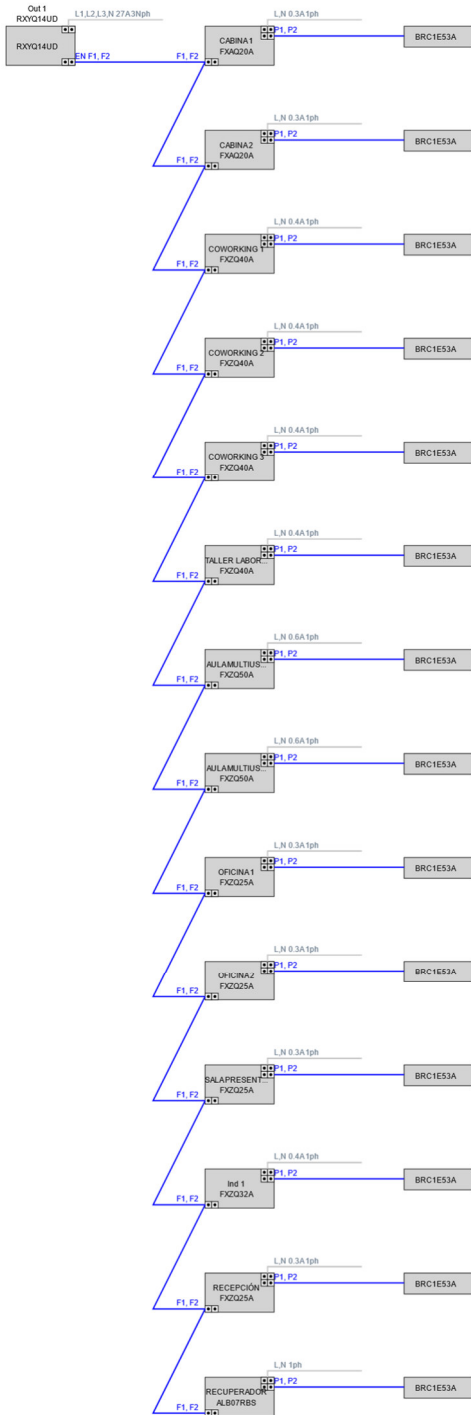 Out 1
RXYQ14UD
L1,L2,L3,N 27A3Nph
RXYQ14UD
EN F1, F2
F1, F2
L,N 0.3A1ph
CABINA1
FXAQ20A
P1, P2
BRC1E53A
L,N 0.3A1ph
CABINA2
FXAQ20A
P1, P2
BRC1E53A
F1, F2
L,N 0.4A1ph
COWORKING 1
FXZQ40A
P1, P2
BRC1E53A
F1, F2
L,N 0.4A1ph
COWORKING 2
FXZQ40A
P1, P2
BRC1E53A
F1, F2
L,N 0.4A1ph
COWORKING 3
FXZQ40A
P1, P2
BRC1E53A
F1, F2
L,N 0.4A1ph
TALLER LABOR...
FXZQ40A
P1, P2
BRC1E53A
F1, F2
L,N 0.6A1ph
AULAMULTIUS...
FXZQ50A
P1, P2
BRC1E53A
F1, F2
L,N 0.6A1ph
AULAMULTIUS...
FXZQ50A
P1, P2
BRC1E53A
F1, F2
L,N 0.3A1ph
OFICINA1
FXZQ25A
P1, P2
BRC1E53A
F1, F2
L,N 0.3A1ph
OFICINA2
FXZQ25A
P1, P2
BRC1E53A
F1, F2
L,N 0.3A1ph
SALAPRESENT...
FXZQ25A
P1, P2
BRC1E53A
F1, F2
L,N 0.4A1ph
Ind 1
FXZQ32A
P1, P2
BRC1E53A
F1, F2
L,N 0.3A1ph
RECEPCIÓN
FXZQ25A
P1, P2
BRC1E53A
F1, F2
L,N 1ph
RECUPERADOR
ALB07RBS
P1, P2
BRC1E53A
F1, F2